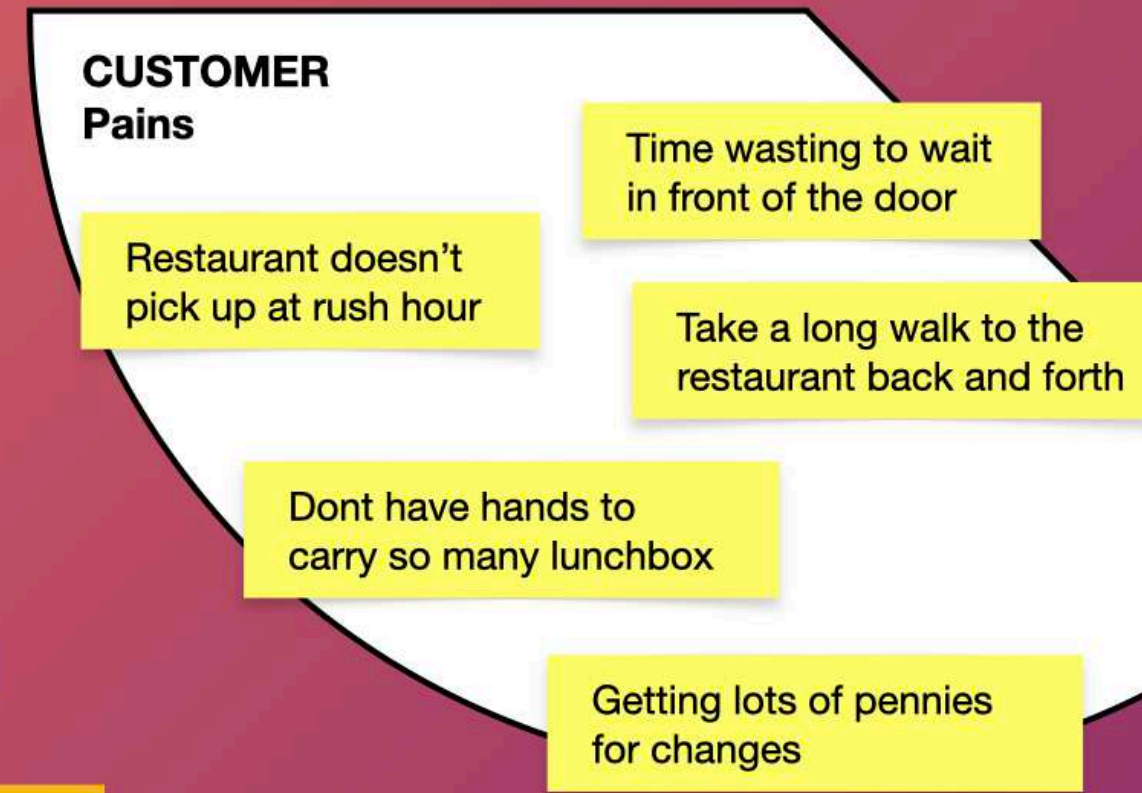 CUSTOMER
Pains
Time wasting to wait
in front of the door
Restaurant doesn't
pick up at rush hour
Take a long walk to the
restaurant back and forth
Dont have hands to
carry so many lunchbox
Getting lots of pennies
for changes